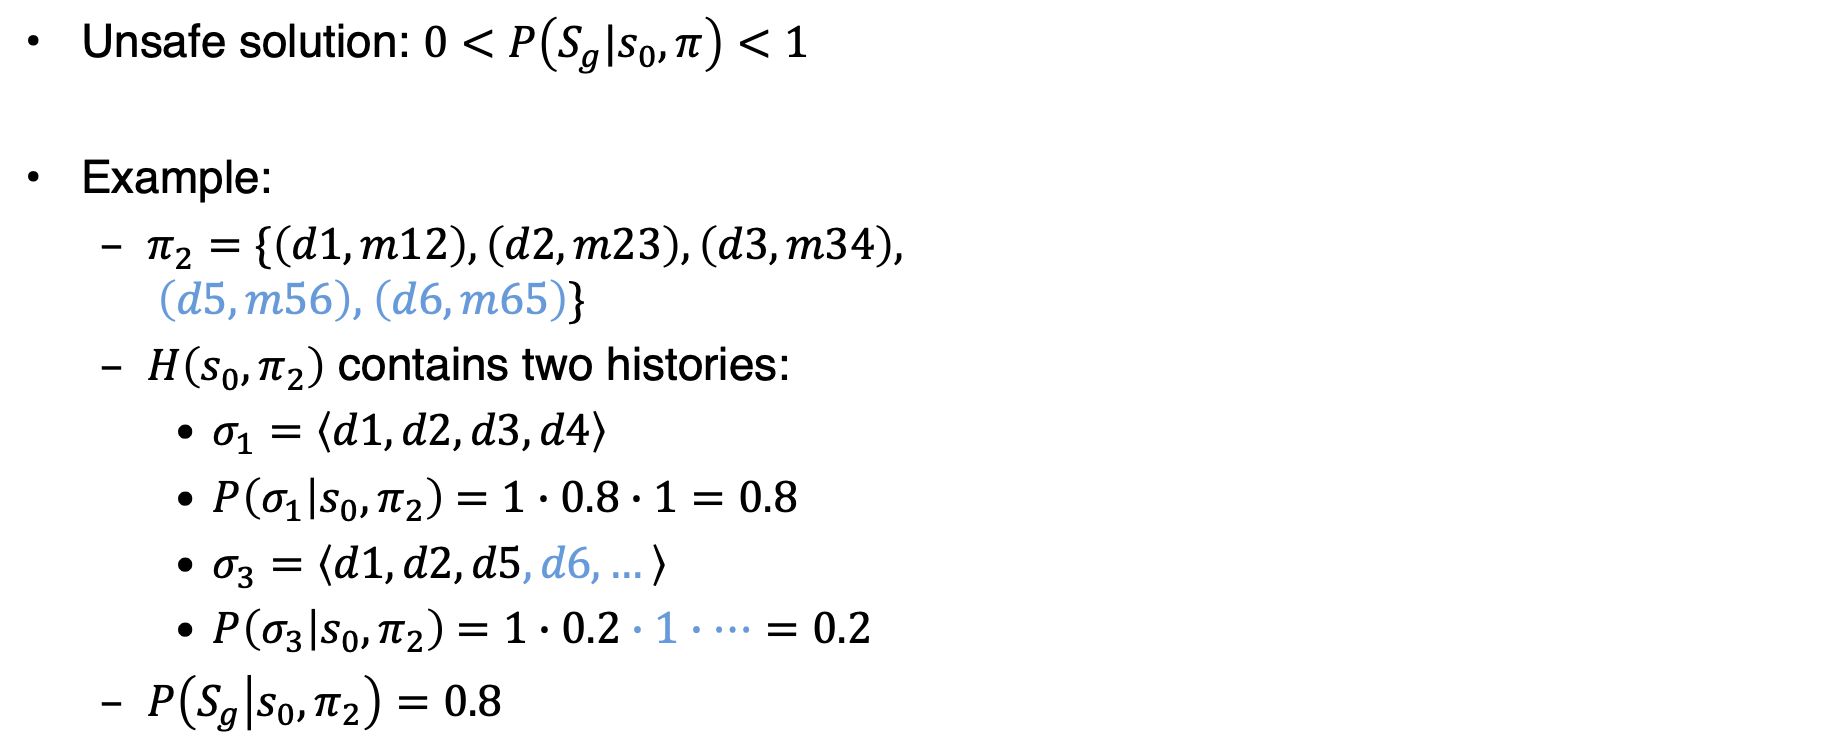 • Unsafe solution: 0 < P(S_g|s_0, π) < 1
• Example:
– π_2 = {(d1, m12), (d2, m23), (d3, m34),
(d5, m56), (d6, m65)}
– H(s_0, π_2) contains two histories:
• σ_1 = ⟨d1, d2, d3, d4⟩
• P(σ_1|s_0, π_2) = 1 · 0.8 · 1 = 0.8
• σ_3 = ⟨d1, d2, d5, d6, … ⟩
• P(σ_3|s_0, π_2) = 1 · 0.2 · 1 · ⋯ = 0.2
– P(S_g|s_0, π_2) = 0.8